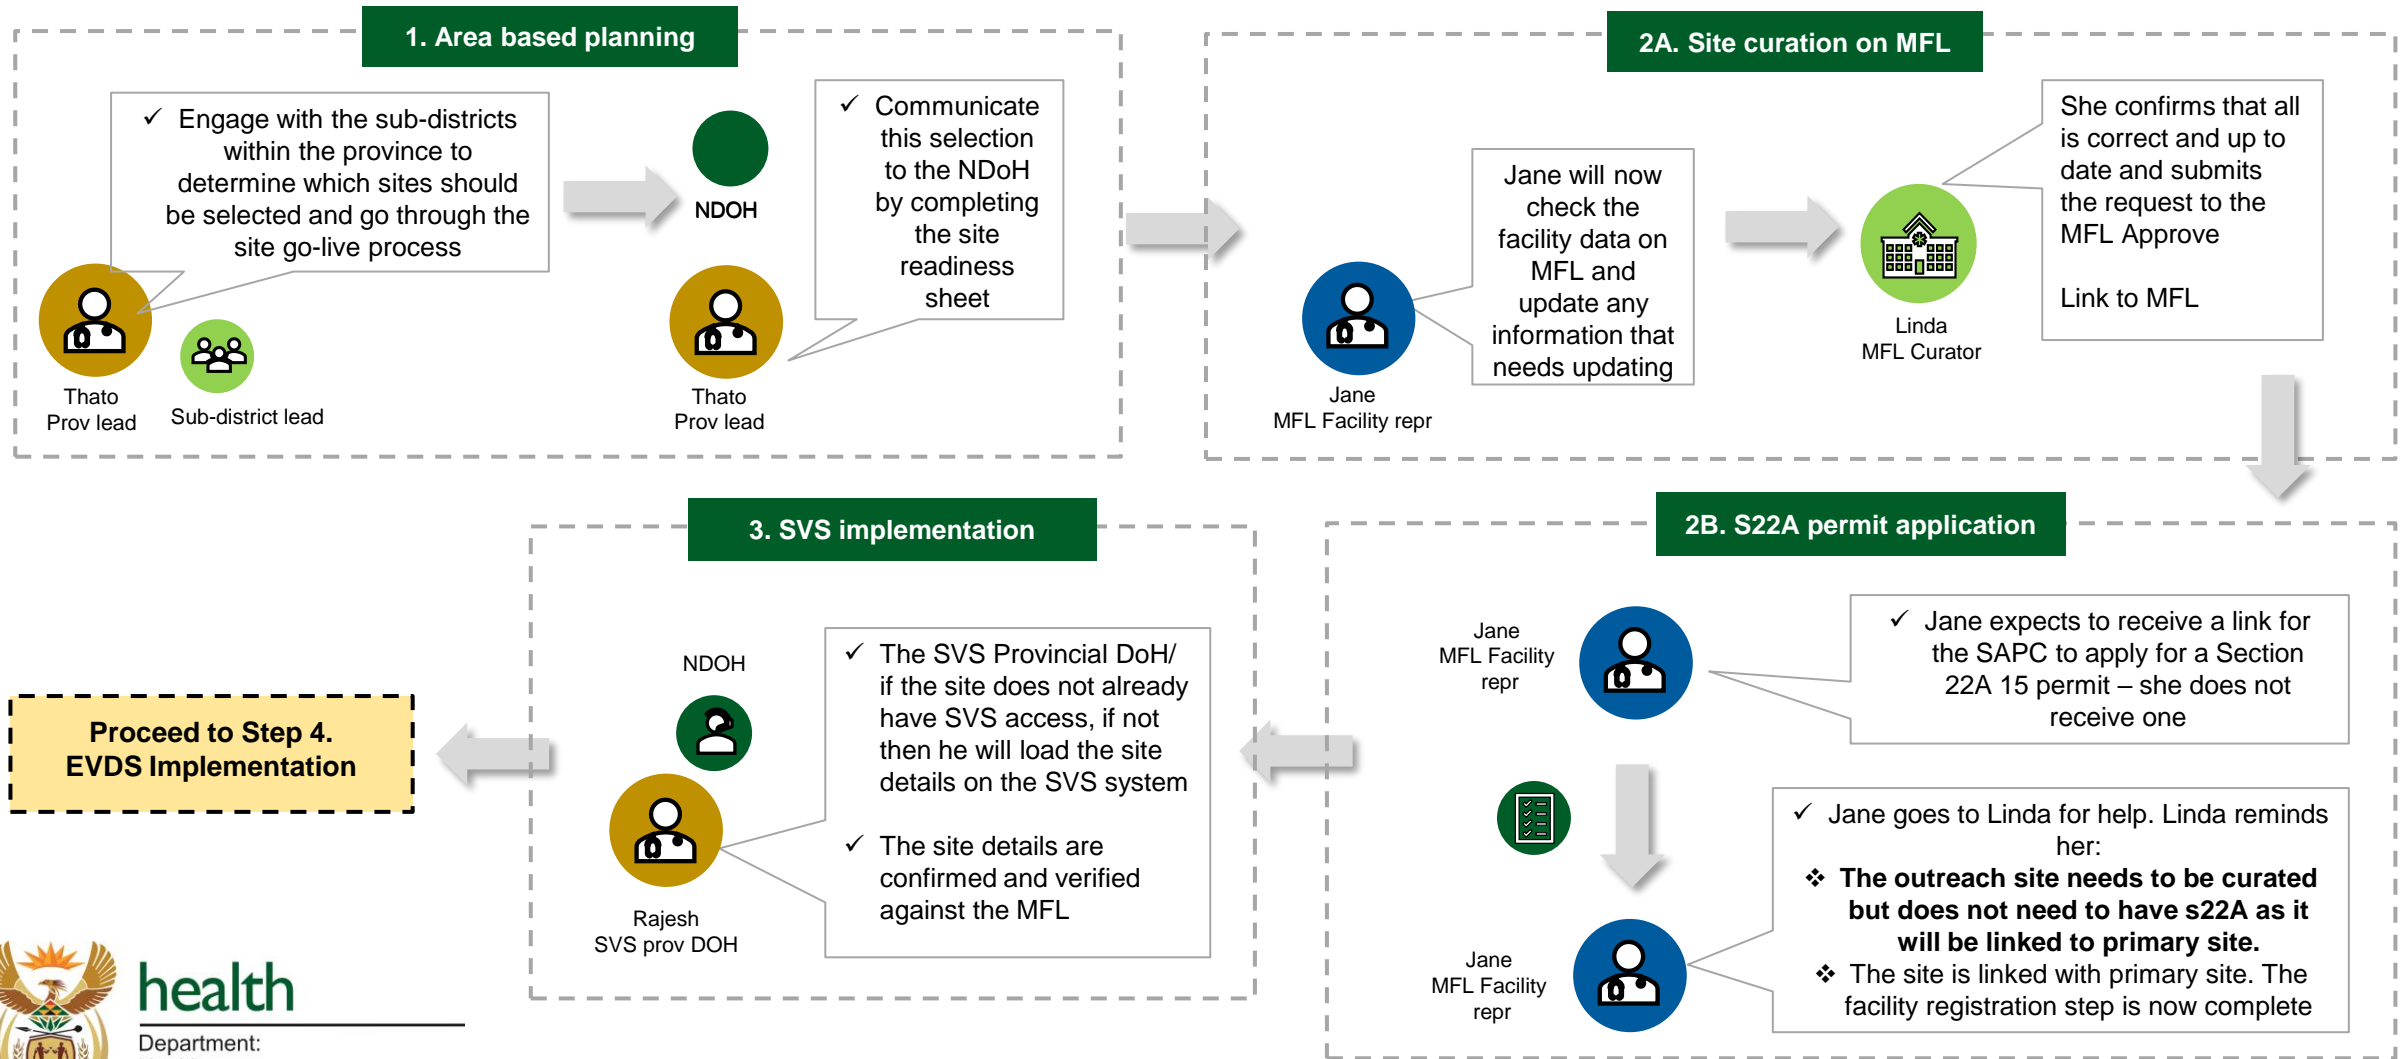 1. Area based planning
✓ Engage with the sub-districts
within the province to
determine which sites should
be selected and go through the
site go-live process
Thato
Prov lead
Sub-district lead
NDOH
✓ Communicate
this selection
to the NDoH
by completing
the site
readiness
sheet
Thato
Prov lead
2A. Site curation on MFL
Jane will now
check the
facility data on
MFL and
update any
information that
needs updating
Jane
MFL Facility repr
She confirms that all
is correct and up to
date and submits
the request to the
MFL Approve
Link to MFL
Linda
MFL Curator
2B. S22A permit application
Jane
MFL Facility
repr
✓ Jane expects to receive a link for
the SAPC to apply for a Section
22A 15 permit – she does not
receive one
✓ Jane goes to Linda for help. Linda reminds
her:
❖ The outreach site needs to be curated
but does not need to have s22A as it
will be linked to primary site.
❖ The site is linked with primary site. The
facility registration step is now complete
Jane
MFL Facility
repr
3. SVS implementation
NDOH
✓ The SVS Provincial DoH/
if the site does not already
have SVS access, if not
then he will load the site
details on the SVS system
✓ The site details are
confirmed and verified
against the MFL
Rajesh
SVS prov DOH
Proceed to Step 4.
EVDS Implementation
health
Department: